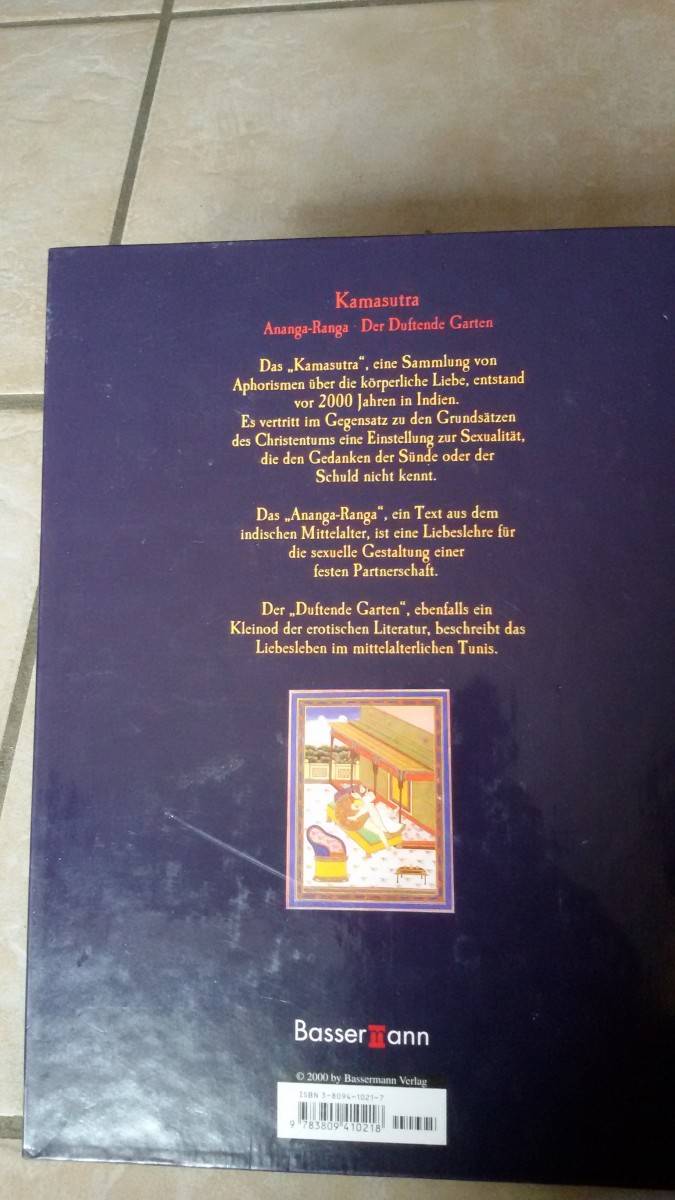 Kamasutra
Ananga-Ranga · Der Duftende Garten
Das „Kamasutra“, eine Sammlung von
Aphorismen über die körperliche Liebe, entstand
vor 2000 Jahren in Indien.
Es vertritt im Gegensatz zu den Grundsätzen
des Christentums eine Einstellung zur Sexualität,
die den Gedanken der Sünde oder der
Schuld nicht kennt.
Das „Ananga-Ranga“, ein Text aus dem
indischen Mittelalter, ist eine Liebeslehre für
die sexuelle Gestaltung einer
festen Partnerschaft.
Der „Duftende Garten“, ebenfalls ein
Kleinod der erotischen Literatur, beschreibt das
Liebesleben im mittelalterlichen Tunis.
Bassermann
© 2000 by Bassermann Verlag
ISBN 3-8094-1021-7
9 783809 410218